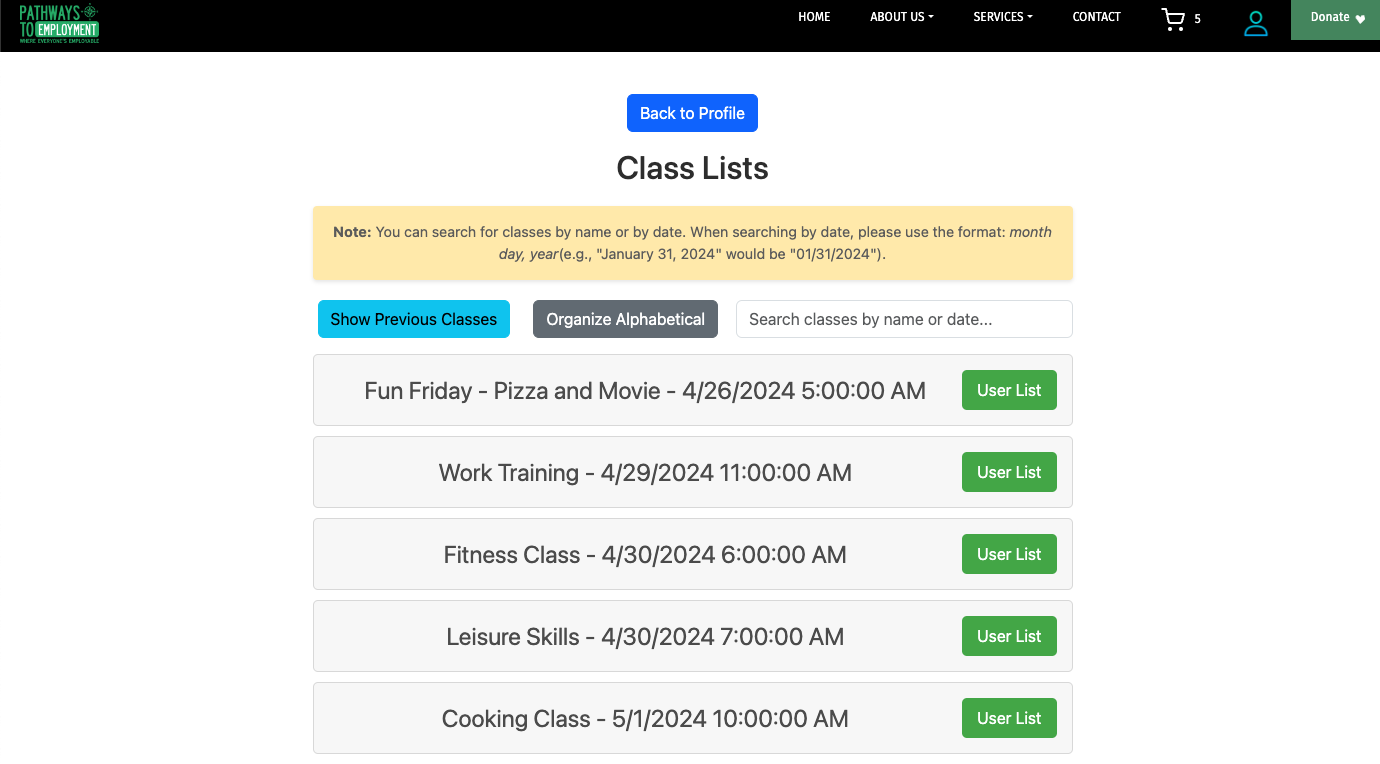 PATHWAYS
TO EMPLOYMENT
WHERE EVERYONE'S EMPLOYABLE
HOME
ABOUT US
SERVICES
CONTACT
5
Donate
Back to Profile
Class Lists
Note: You can search for classes by name or by date. When searching by date, please use the format: month
day, year(e.g., "January 31, 2024" would be "01/31/2024").
Show Previous Classes
Organize Alphabetical
Search classes by name or date...
Fun Friday - Pizza and Movie - 4/26/2024 5:00:00 AM
User List
Work Training - 4/29/2024 11:00:00 AM
User List
Fitness Class - 4/30/2024 6:00:00 AM
User List
Leisure Skills - 4/30/2024 7:00:00 AM
User List
Cooking Class - 5/1/2024 10:00:00 AM
User List